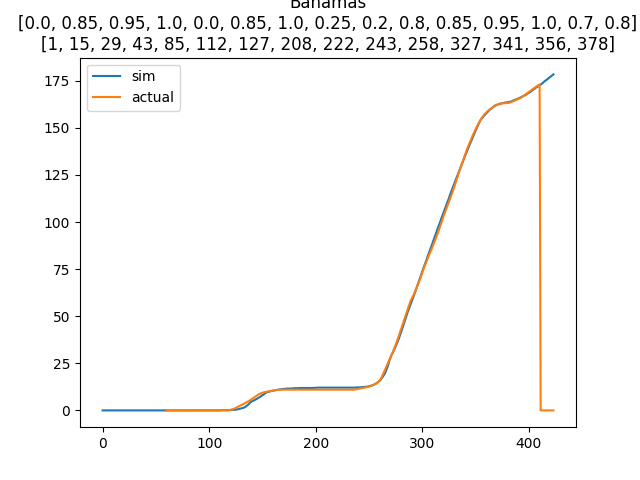 Bahamas
[0.0, 0.85, 0.95, 1.0, 0.0, 0.85, 1.0, 0.25, 0.2, 0.8, 0.85, 0.95, 1.0, 0.7, 0.8]
[1, 15, 29, 43, 85, 112, 127, 208, 222, 243, 258, 327, 341, 356, 378]
sim
actual
175
150
125
100
75
50
25
0
0
100
200
300
400